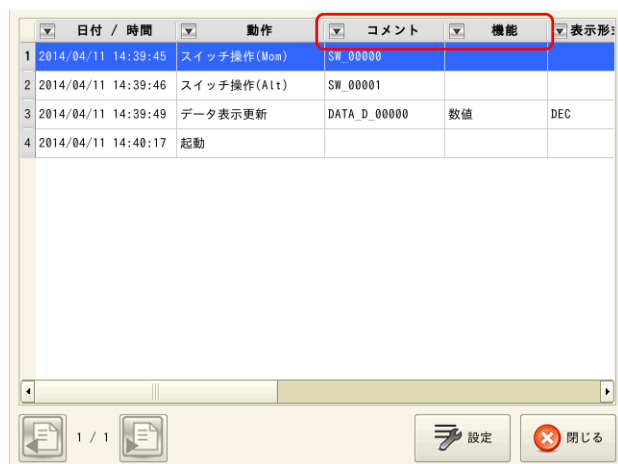 日付 / 時間 動作 コメント 機能 表示形
1 2014/04/11 14:39:45 スイッチ操作(Mom) SW_00000
2 2014/04/11 14:39:46 スイッチ操作(Alt) SW_00001
3 2014/04/11 14:39:49 データ表示更新 DATA_D_00000 数値 DEC
4 2014/04/11 14:40:17 起動
1 / 1 設定 閉じる